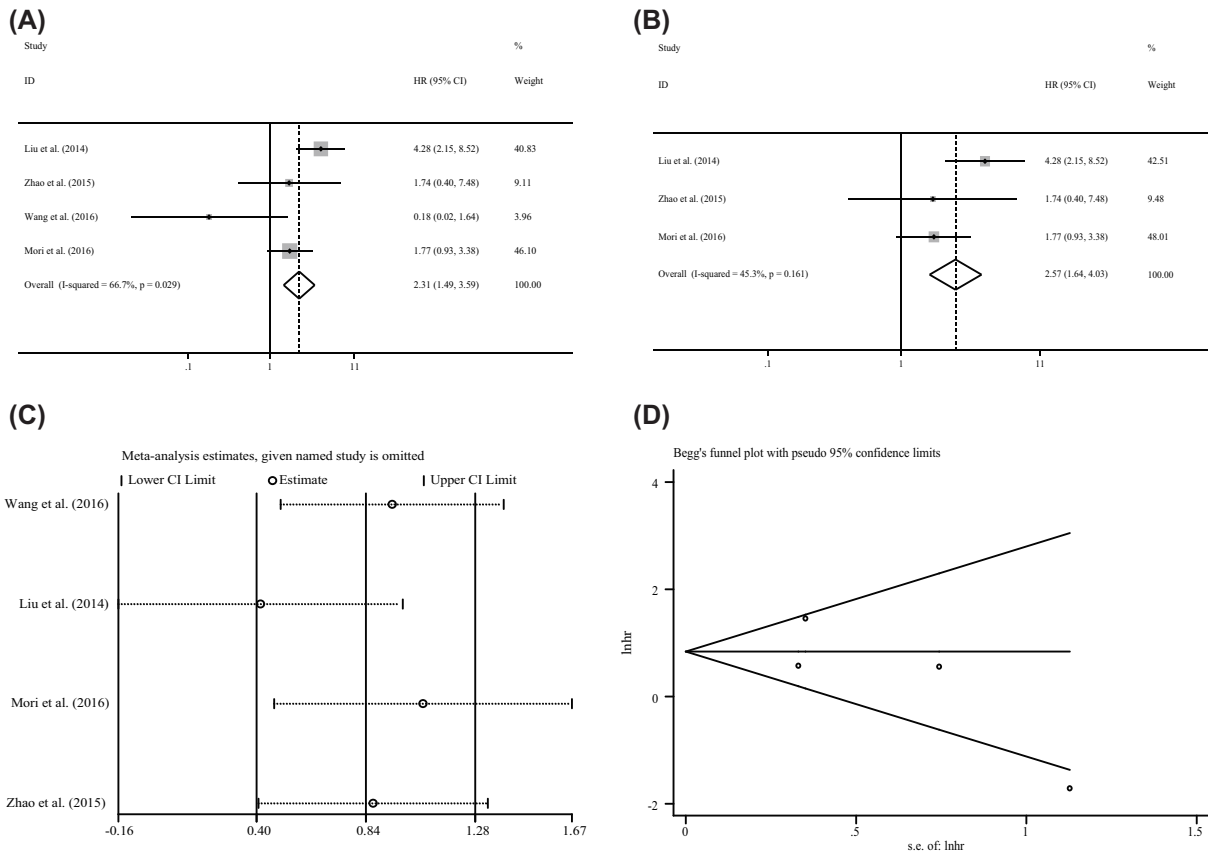 (A)
Study %
ID HR (95% CI) Weight
Liu et al. (2014) 4.28 (2.15, 8.52) 40.83
Zhao et al. (2015) 1.74 (0.40, 7.48) 9.11
Wang et al. (2016) 0.18 (0.02, 1.64) 3.96
Mori et al. (2016) 1.77 (0.93, 3.38) 46.10
Overall (I-squared = 66.7%, p = 0.029) 2.31 (1.49, 3.59) 100.00
.1 1 11
(B)
Study %
ID HR (95% CI) Weight
Liu et al. (2014) 4.28 (2.15, 8.52) 42.51
Zhao et al. (2015) 1.74 (0.40, 7.48) 9.48
Mori et al. (2016) 1.77 (0.93, 3.38) 48.01
Overall (I-squared = 45.3%, p = 0.161) 2.57 (1.64, 4.03) 100.00
.1 1 11
(C)
Meta-analysis estimates, given named study is omitted
Lower CI Limit Estimate Upper CI Limit
Wang et al. (2016)
Liu et al. (2014)
Mori et al. (2016)
Zhao et al. (2015)
-0.16 0.40 0.84 1.28 1.67
(D)
Begg's funnel plot with pseudo 95% confidence limits
4
2
lnhr
0
-2
0 .5 1 1.5
s.e. of: lnhr